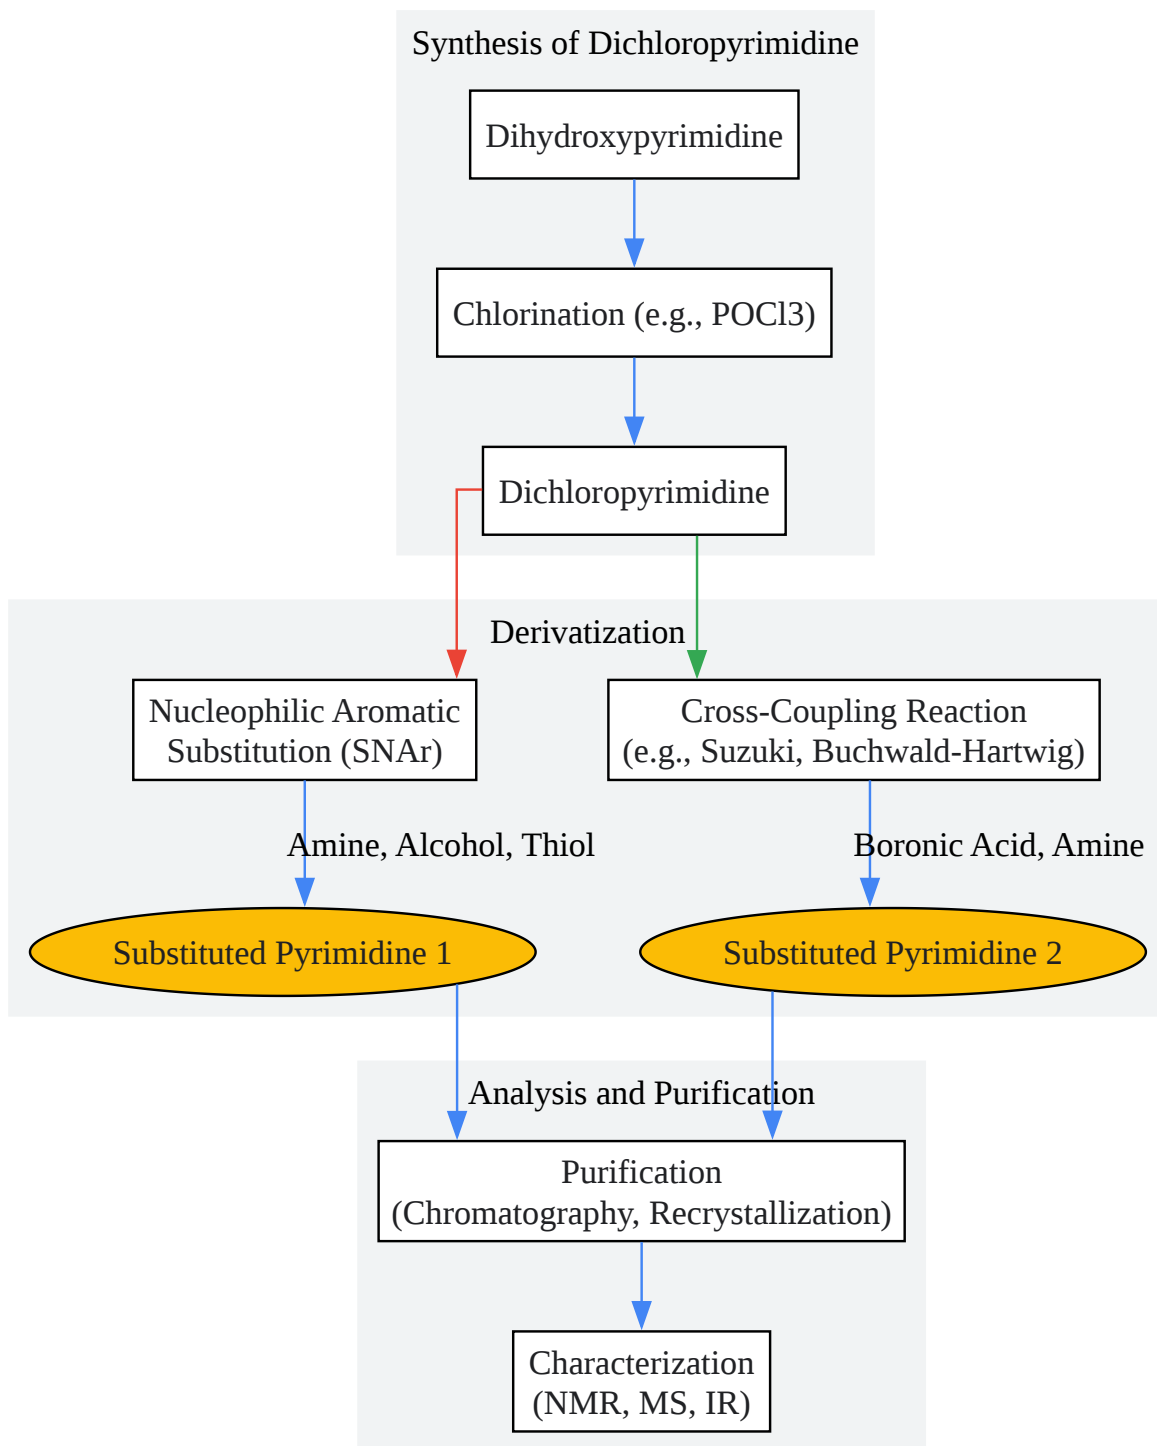 Synthesis of Dichloropyrimidine
Dihydroxypyrimidine
Chlorination (e.g., POCl3)
Dichloropyrimidine
Derivatization
Nucleophilic Aromatic
Substitution (SNAr)
Cross-Coupling Reaction
(e.g., Suzuki, Buchwald-Hartwig)
Amine, Alcohol, Thiol
Boronic Acid, Amine
Substituted Pyrimidine 1
Substituted Pyrimidine 2
Analysis and Purification
Purification
(Chromatography, Recrystallization)
Characterization
(NMR, MS, IR)